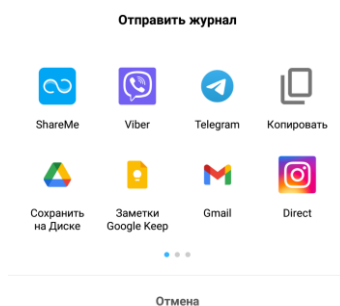 Отправить журнал
ShareMe
Viber
Telegram
Копировать
Сохранить
на Диске
Заметки
Google Keep
Gmail
Direct
Отмена